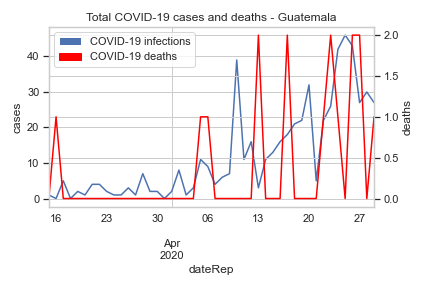 Total COVID-19 cases and deaths - Guatemala
COVID-19 infections
COVID-19 deaths
cases
40
30
20
10
0
deaths
2.0
1.5
1.0
0.5
0.0
16 23 30 06 13 20 27
Apr
2020
dateRep